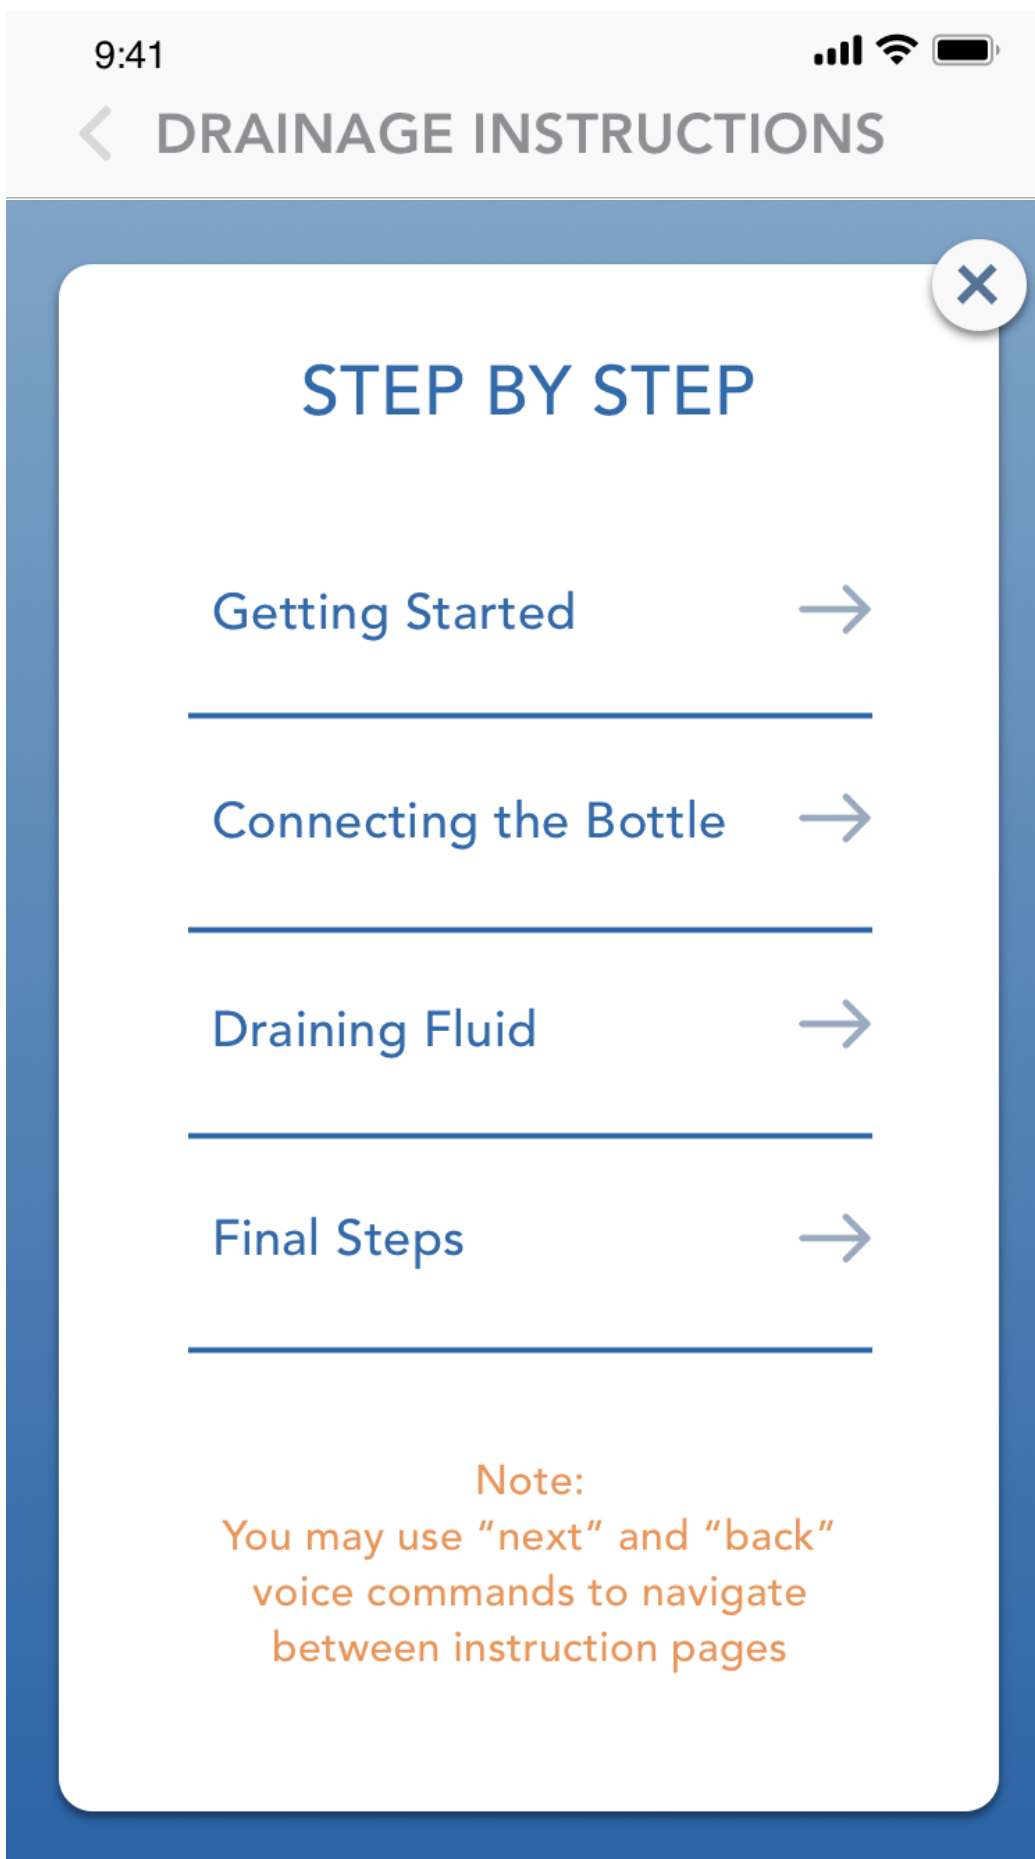 9:41
DRAINAGE INSTRUCTIONS
STEP BY STEP
Getting Started
Connecting the Bottle
Draining Fluid
Final Steps
Note:
You may use “next” and “back”
voice commands to navigate
between instruction pages